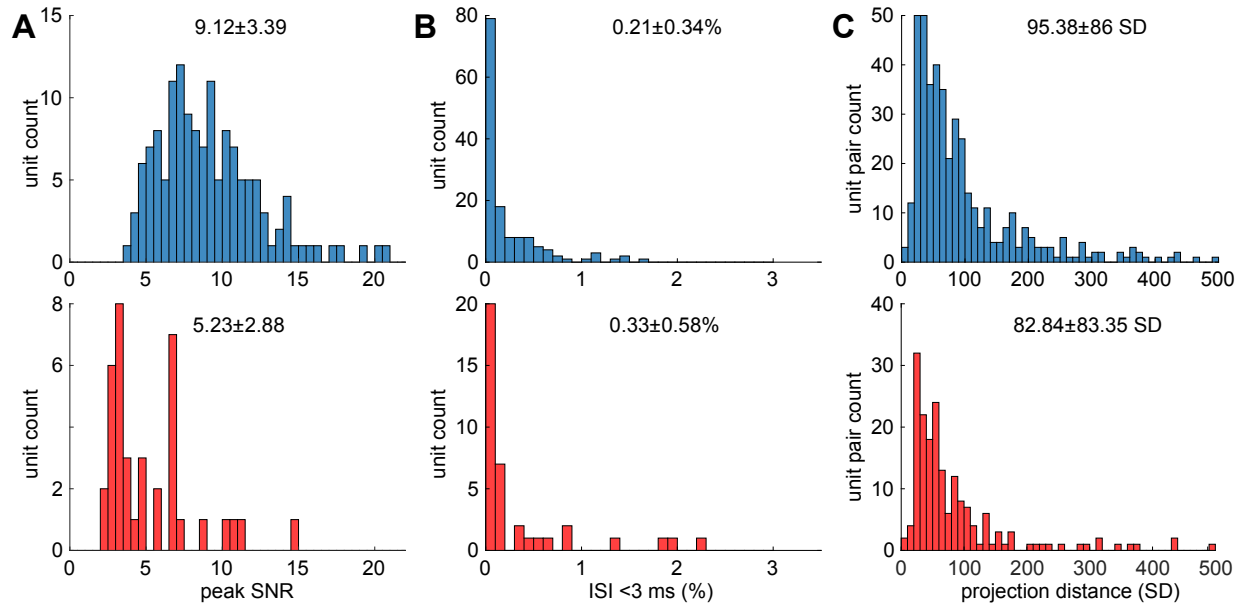 A
9.12±3.39
unit count
15
10
5
0
0 5 10 15 20
B
0.21±0.34%
unit count
80
60
40
20
0
0 1 2 3
C
95.38±86 SD
unit pair count
50
40
30
20
10
0
0 100 200 300 400 500
5.23±2.88
unit count
8
6
4
2
0
0 5 10 15 20
peak SNR
0.33±0.58%
unit count
20
15
10
5
0
0 1 2 3
ISI <3 ms (%)
82.84±83.35 SD
unit pair count
40
30
20
10
0
0 100 200 300 400 500
projection distance (SD)